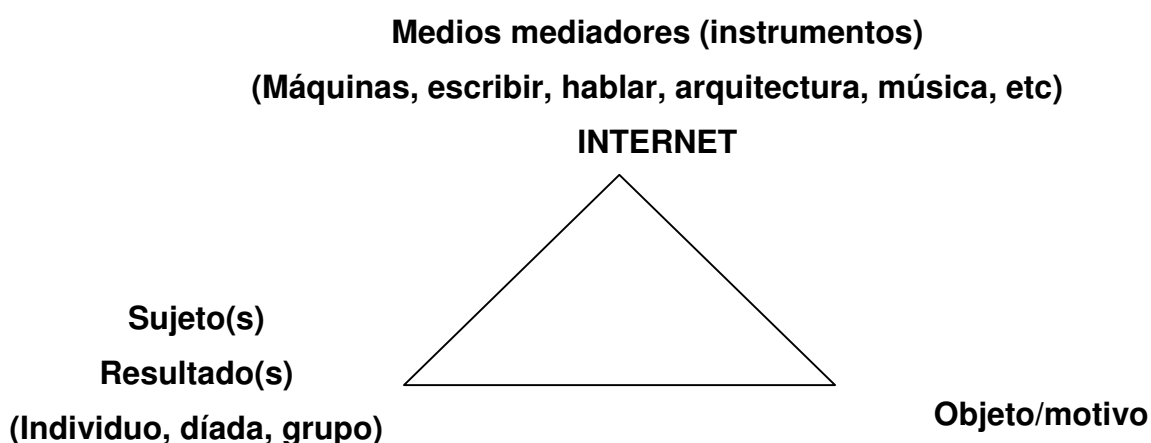 Medios mediadores (instrumentos)
(Máquinas, escribir, hablar, arquitectura, música, etc)
INTERNET
Sujeto(s)
Resultado(s)
(Individuo, díada, grupo)
Objeto/motivo